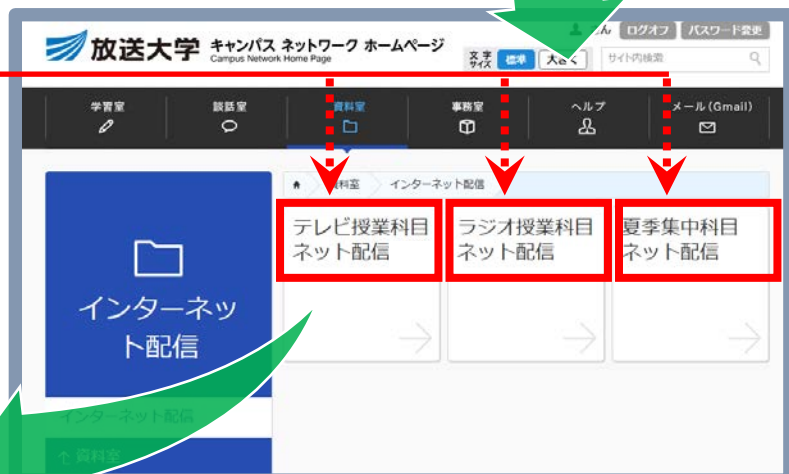 放送大学 キャンパス ネットワーク ホームページ
Campus Network Home Page
さん ログオフ パスワード変更
文字サイズ 標準 大きく サイト内検索
学習室 談話室 資料室 事務室 ヘルプ メール(Gmail)
資料室 インターネット配信
テレビ授業科目
ネット配信
ラジオ授業科目
ネット配信
夏季集中科目
ネット配信
インターネッ
ト配信
インターネット配信
↑ 資料室